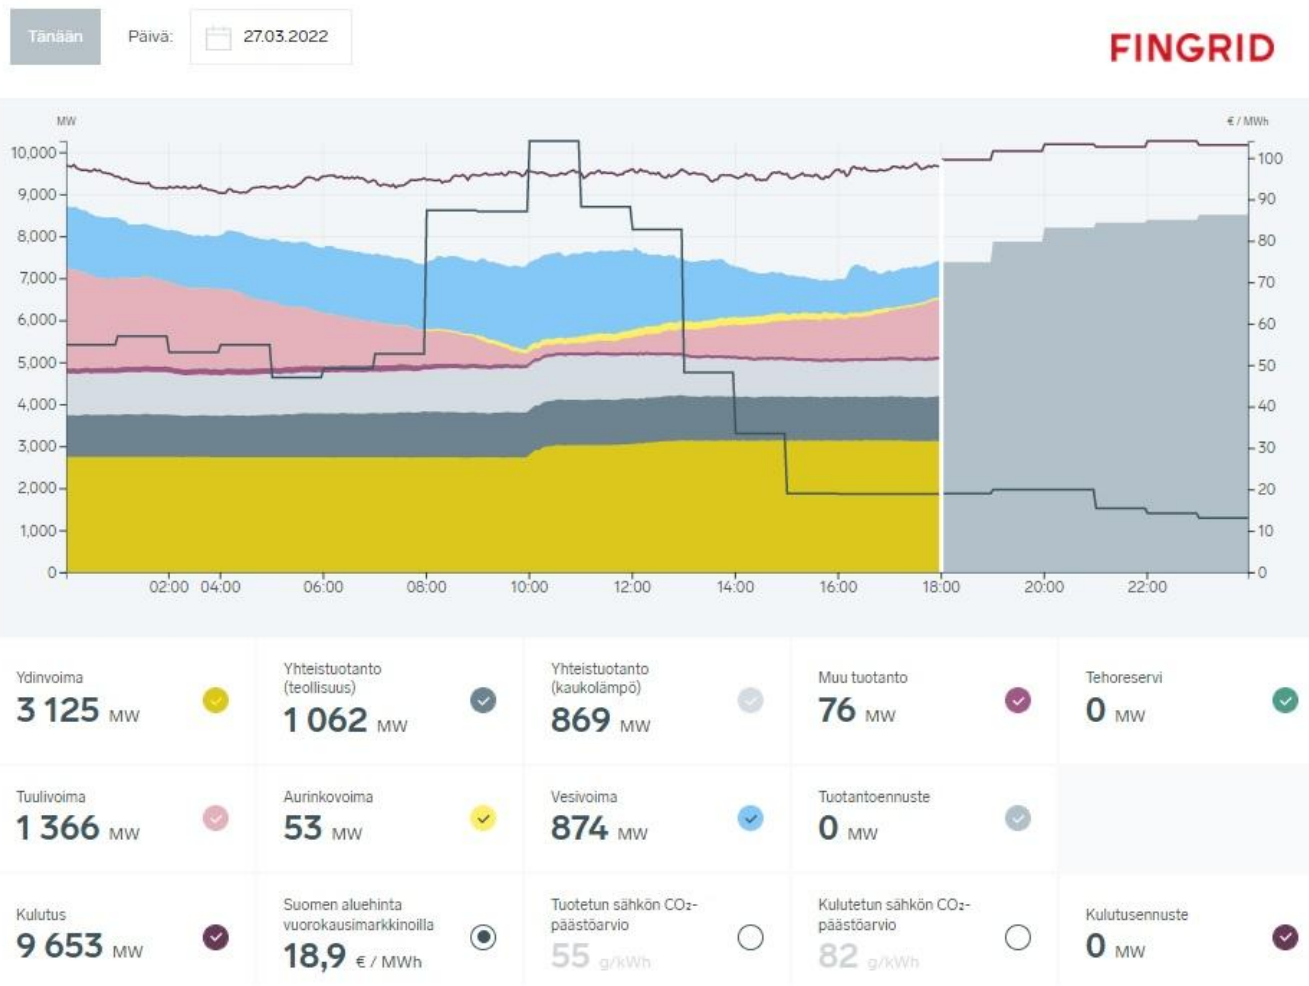 Tänään
Päivä:
27.03.2022
FINGRID
MW
€ / MWh
10,000
9,000
8,000
7,000
6,000
5,000
4,000
3,000
2,000
1,000
0
100
90
80
70
60
50
40
30
20
10
0
02:00 04:00 06:00 08:00 10:00 12:00 14:00 16:00 18:00 20:00 22:00
Ydinvoima
3 125 MW
Yhteistuotanto
(teollisuus)
1 062 MW
Yhteistuotanto
(kaukolämpö)
869 MW
Muu tuotanto
76 MW
Tehoreservi
0 MW
Tuulivoima
1 366 MW
Aurinkovoima
53 MW
Vesivoima
874 MW
Tuotantoennuste
0 MW
Kulutus
9 653 MW
Suomen aluehinta
vuorokausimarkkinoilla
18,9 € / MWh
Tuotetun sähkön CO₂-
päästöarvio
55 g/kWh
Kulutetun sähkön CO₂-
päästöarvio
82 g/kWh
Kulutusennuste
0 MW